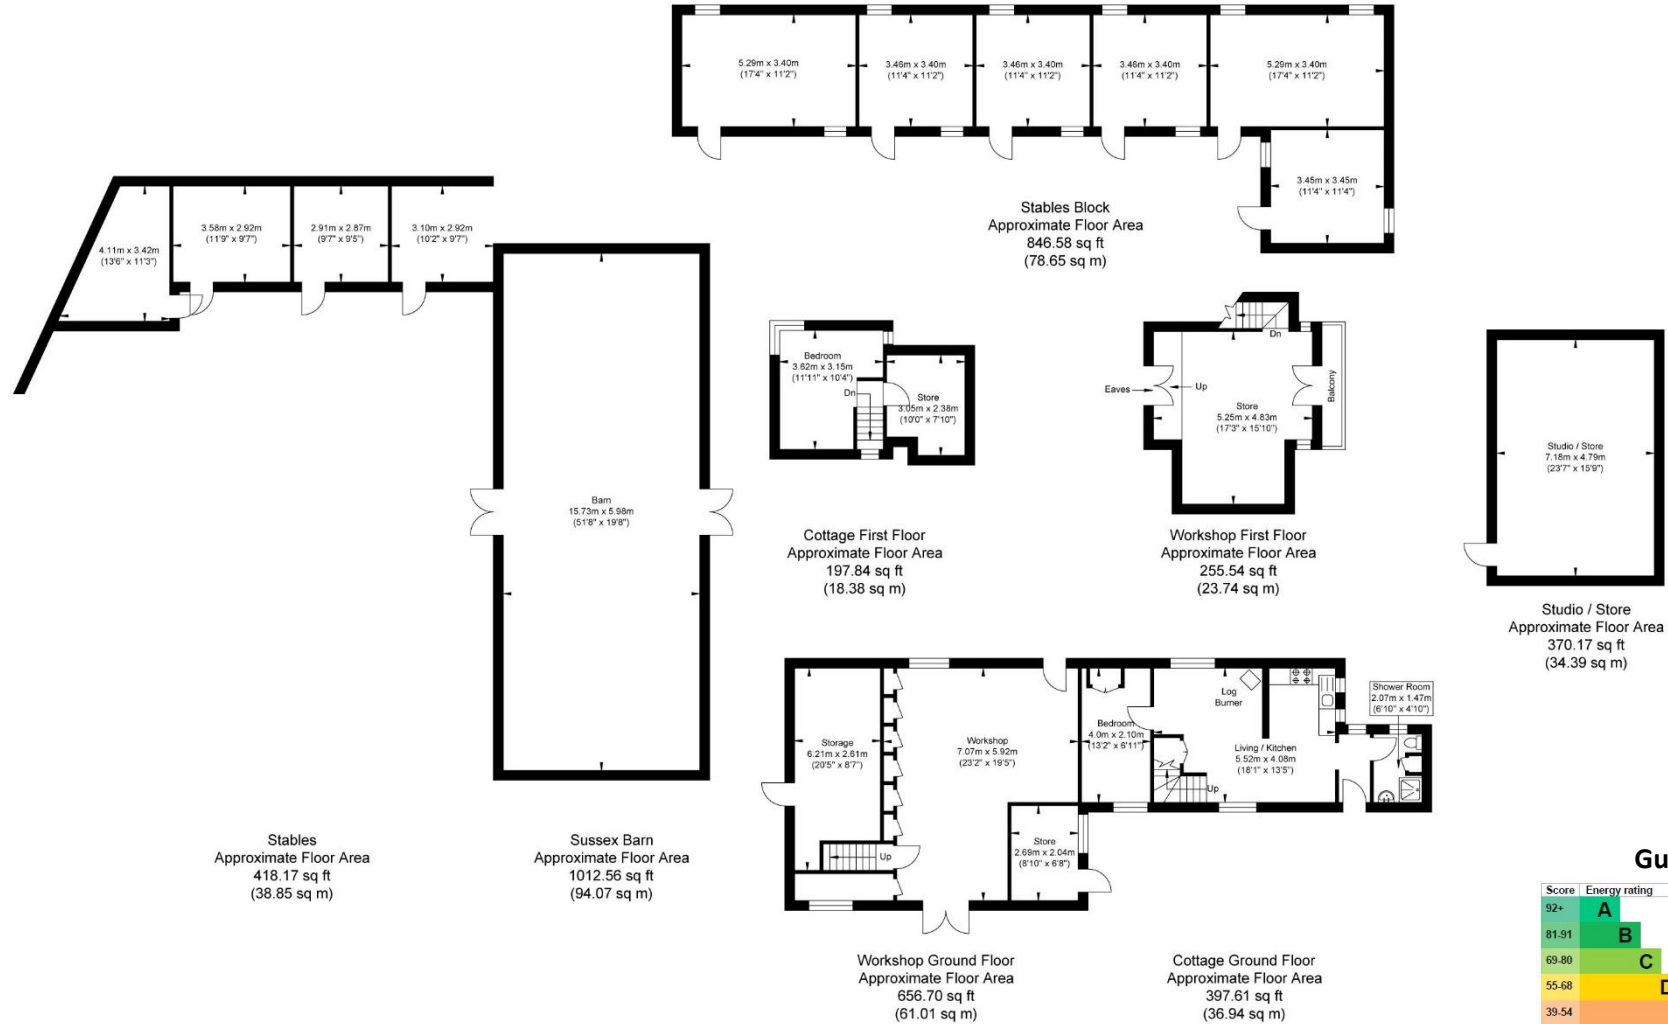 5.29m x 3.40m
(17'4" x 11'2")
3.46m x 3.40m
(11'4" x 11'2")
3.46m x 3.40m
(11'4" x 11'2")
3.46m x 3.40m
(11'4" x 11'2")
5.29m x 3.40m
(17'4" x 11'2")
3.45m x 3.45m
(11'4" x 11'4")
Stables Block
Approximate Floor Area
846.58 sq ft
(78.65 sq m)
4.11m x 3.42m
(13'6" x 11'3")
3.58m x 2.92m
(11'9" x 9'7")
2.91m x 2.87m
(9'7" x 9'5")
3.10m x 2.92m
(10'2" x 9'7")
Stables
Approximate Floor Area
418.17 sq ft
(38.85 sq m)
Barn
15.73m x 5.98m
(51'8" x 19'8")
Sussex Barn
Approximate Floor Area
1012.56 sq ft
(94.07 sq m)
Bedroom
3.62m x 3.15m
(11'11" x 10'4")
Dn
Store
3.05m x 2.38m
(10'0" x 7'10")
Cottage First Floor
Approximate Floor Area
197.84 sq ft
(18.38 sq m)
Dn
Eaves
Up
Store
5.25m x 4.83m
(17'3" x 15'10")
Balcony
Workshop First Floor
Approximate Floor Area
255.54 sq ft
(23.74 sq m)
Studio / Store
7.18m x 4.79m
(23'7" x 15'9")
Studio / Store
Approximate Floor Area
370.17 sq ft
(34.39 sq m)
Storage
6.21m x 2.61m
(20'5" x 8'7")
Up
Workshop
7.07m x 5.92m
(23'2" x 19'5")
Store
2.69m x 2.04m
(8'10" x 6'8")
Workshop Ground Floor
Approximate Floor Area
656.70 sq ft
(61.01 sq m)
Bedroom
4.0m x 2.10m
(13'2" x 6'11")
Log
Burner
Living / Kitchen
5.52m x 4.08m
(18'1" x 13'5")
Up
Shower Room
2.07m x 1.47m
(6'10" x 4'10")
Cottage Ground Floor
Approximate Floor Area
397.61 sq ft
(36.94 sq m)
Gu
Score Energy rating
92+ A
81-91 B
69-80 C
55-68 D
39-54